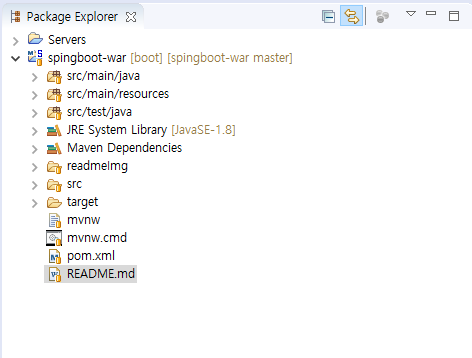 Package Explorer
Servers
spingboot-war [boot] [spingboot-war master]
src/main/java
src/main/resources
src/test/java
JRE System Library [JavaSE-1.8]
Maven Dependencies
readmeImg
src
target
mvnw
mvnw.cmd
pom.xml
README.md